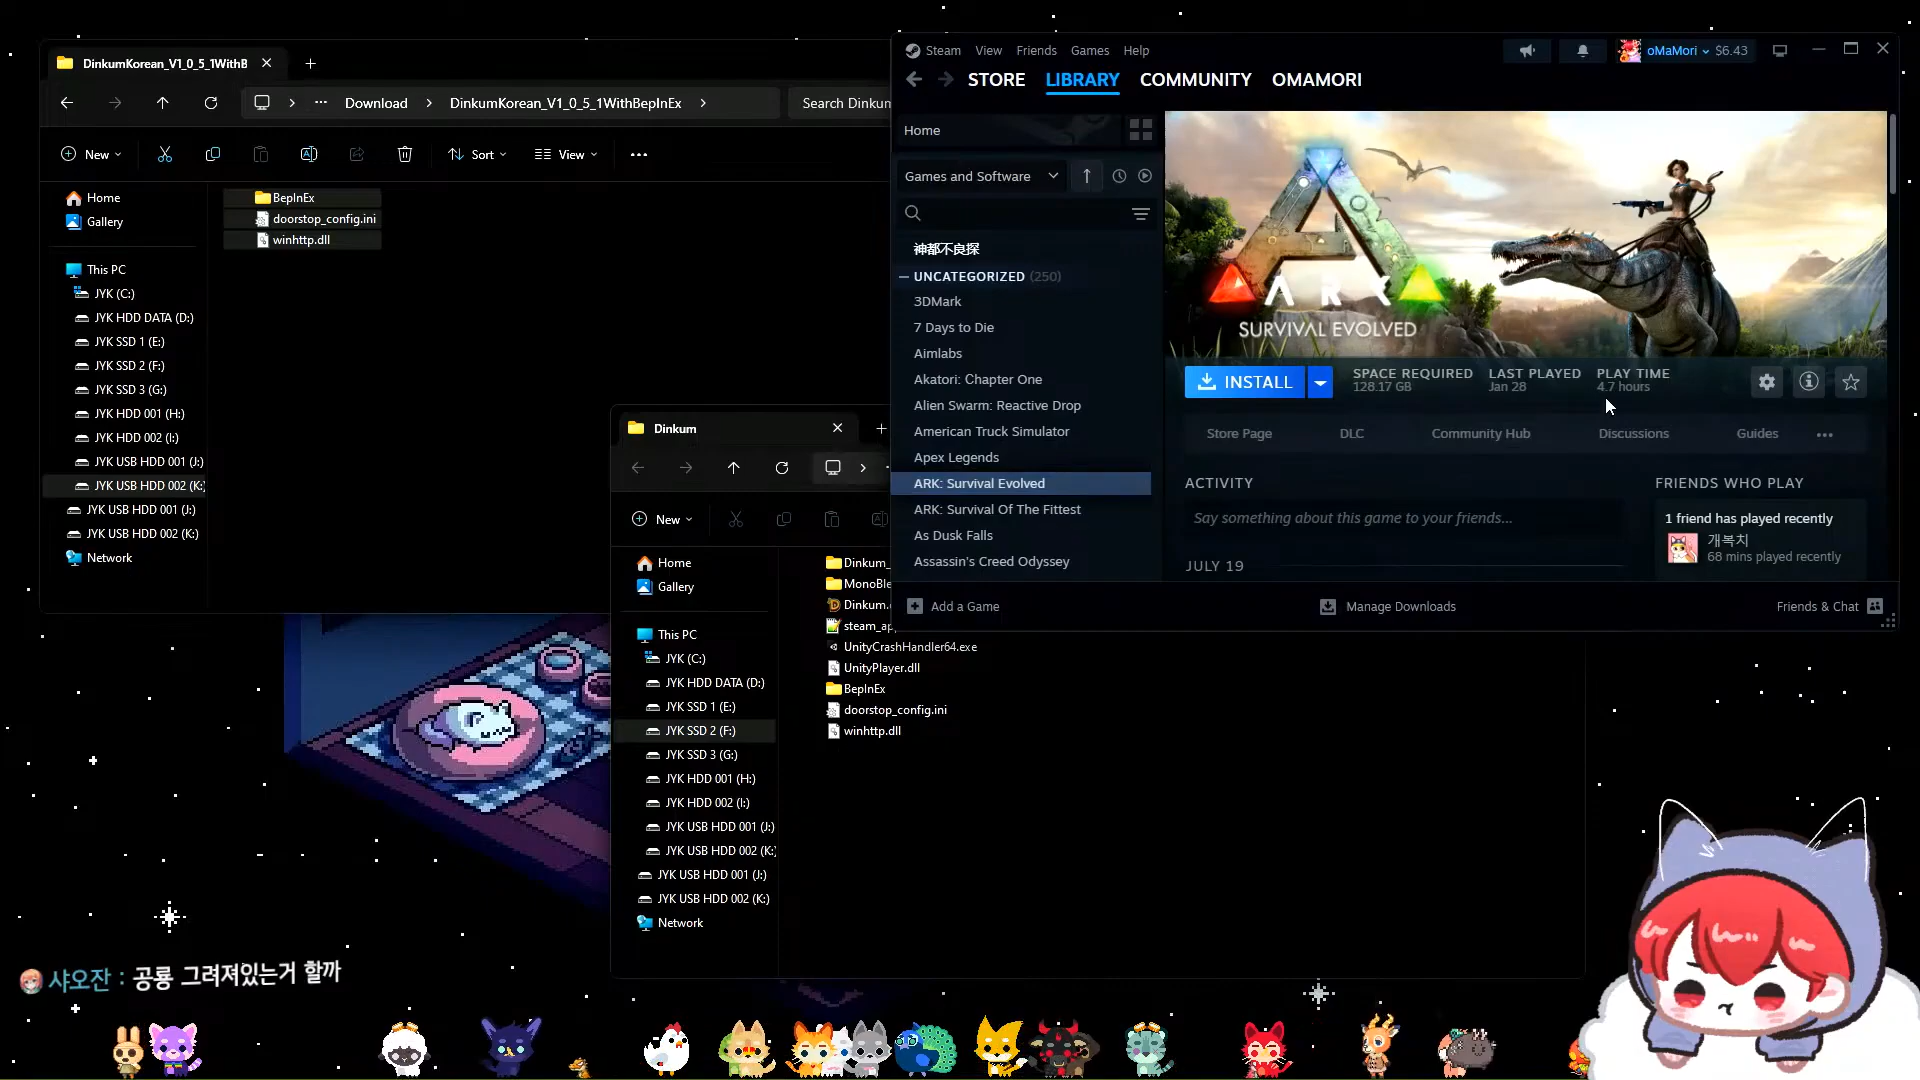 DinkumKorean_V1_0_5_1WithB
Download
DinkumKorean_V1_0_5_1WithBepInEx
Search Dinku
New
Sort
View
Home
Gallery
This PC
JYK (C:)
JYK HDD DATA (D:)
JYK SSD 1 (E:)
JYK SSD 2 (F:)
JYK SSD 3 (G:)
JYK HDD 001 (H:)
JYK HDD 002 (I:)
JYK USB HDD 001 (J:)
JYK USB HDD 002 (K:)
JYK USB HDD 001 (J:)
JYK USB HDD 002 (K:)
Network
BepInEx
doorstop_config.ini
winhttp.dll
Steam View Friends Games Help
oMaMori $6.43
STORE LIBRARY COMMUNITY OMAMORI
Home
Games and Software
神都不良探
UNCATEGORIZED (250)
3DMark
7 Days to Die
Aimlabs
Akatori: Chapter One
Alien Swarm: Reactive Drop
American Truck Simulator
Apex Legends
ARK: Survival Evolved
ARK: Survival Of The Fittest
As Dusk Falls
Assassin's Creed Odyssey
ARK
SURVIVAL EVOLVED
INSTALL
SPACE REQUIRED
128.17 GB
LAST PLAYED
Jan 28
PLAY TIME
4.7 hours
Store Page DLC Community Hub Discussions Guides
ACTIVITY
Say something about this game to your friends...
JULY 19
FRIENDS WHO PLAY
1 friend has played recently
개복치
68 mins played recently
Add a Game
Manage Downloads
Friends & Chat
Dinkum
New
Home
Gallery
This PC
JYK (C:)
JYK HDD DATA (D:)
JYK SSD 1 (E:)
JYK SSD 2 (F:)
JYK SSD 3 (G:)
JYK HDD 001 (H:)
JYK HDD 002 (I:)
JYK USB HDD 001 (J:)
JYK USB HDD 002 (K:)
JYK USB HDD 001 (J:)
JYK USB HDD 002 (K:)
Network
Dinkum_
MonoBle
Dinkum.
steam_ap
UnityCrashHandler64.exe
UnityPlayer.dll
BepInEx
doorstop_config.ini
winhttp.dll
샤오잔 : 공룡 그려져있는거 할까